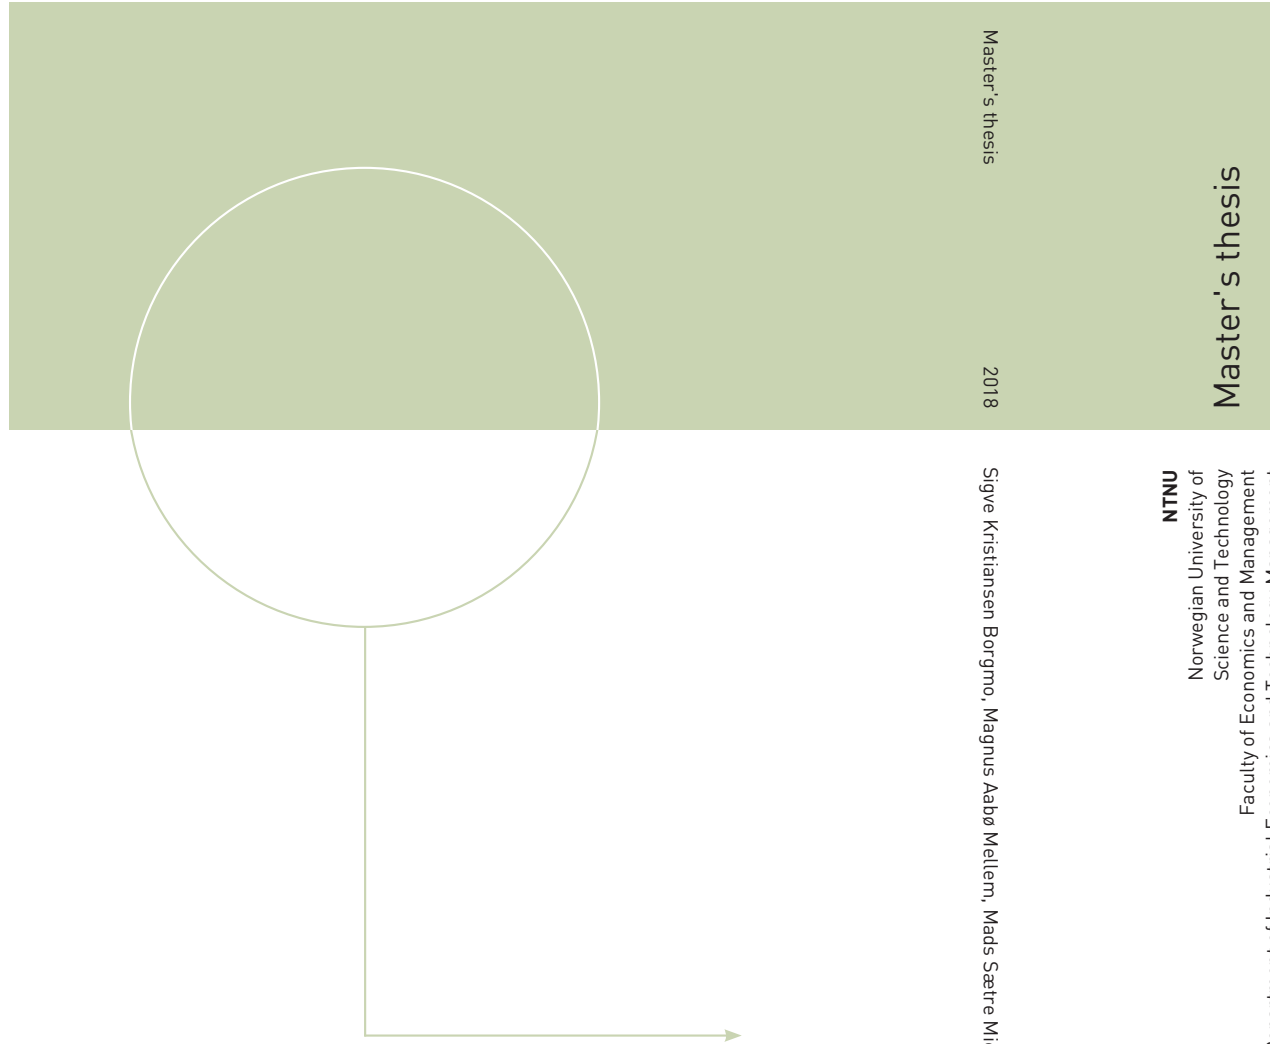 Master's thesis
2018
Sigve Kristiansen Borgmo, Magnus Aabø Mellem, Mads Sætre
Master's thesis
NTNU
Norwegian University of
Science and Technology
Faculty of Economics and Management